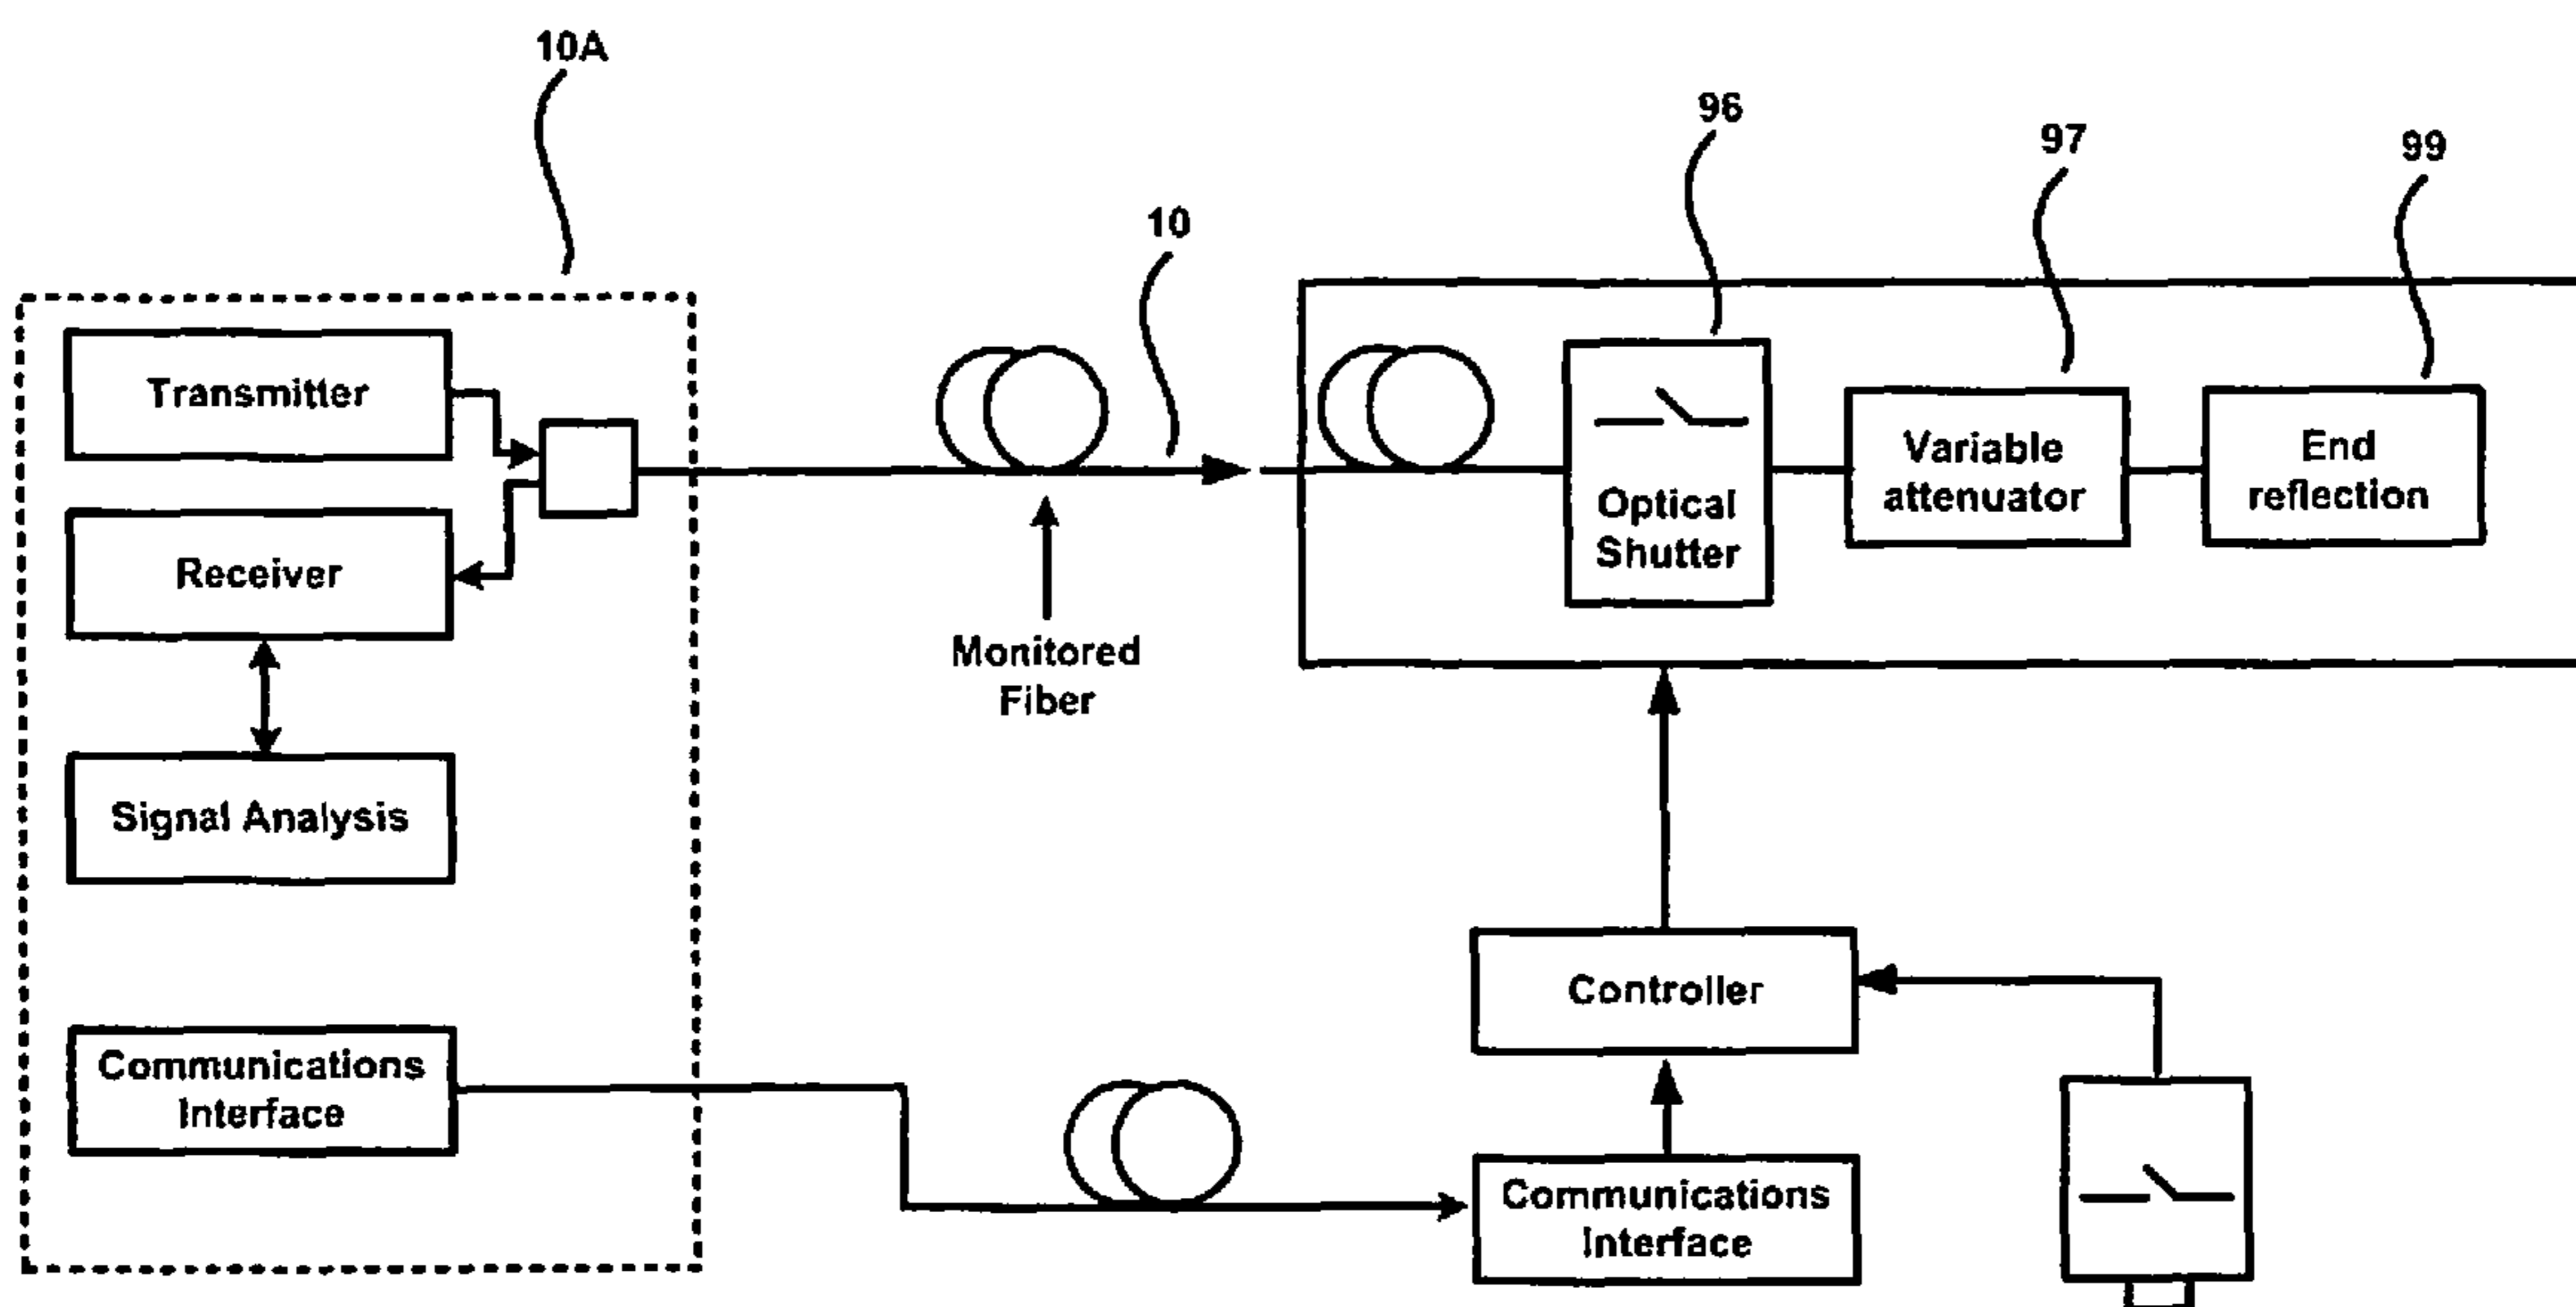 10A
96
97
99
10
Transmitter
Receiver
Signal Analysis
Communications
Interface
Monitored
Fiber
Optical
Shutter
Variable
attenuator
End
reflection
Controller
Communications
Interface